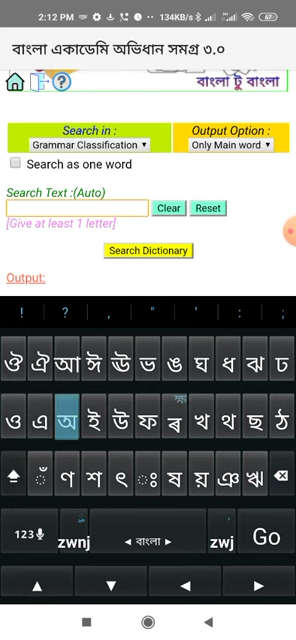 2:12 PM 134KB/s 4G 67
বাংলা একাডেমি অভিধান সমগ্র ৩.০
বাংলা টু বাংলা
Search in : Output Option :
Grammar Classification Only Main word
Search as one word
Search Text :(Auto)
Clear Reset
[Give at least 1 letter]
Search Dictionary
Output:
! ? , " ' : ;
ঔ ঐ আ ঈ ঊ ভ ঙ ঘ ধ ঝ ঢ
ক্ষ
ও এ অ ই উ ফ ৰ খ থ ছ ঠ
ঁ ণ শ ৎ ঃ ষ য় ঞ ঋ
123 zwnj ◄ বাংলা ► zwj Go
▲ ▼ ◄ ►